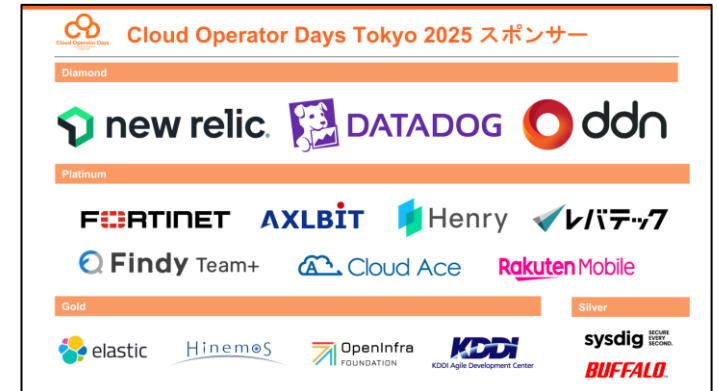 Cloud Operator Days
Cloud Operator Days Tokyo 2025 スポンサー
Diamond
new relic.
DATADOG
ddn
Platinum
FORTINET
AXLBIT
Henry
レバテック
Findy Team+
Cloud Ace
Rakuten Mobile
Gold
Silver
elastic
HinemoS
OpenInfra
FOUNDATION
KDDI
KDDI Agile Development Center
sysdig
SECURE
EVERY
SECOND.
BUFFALO